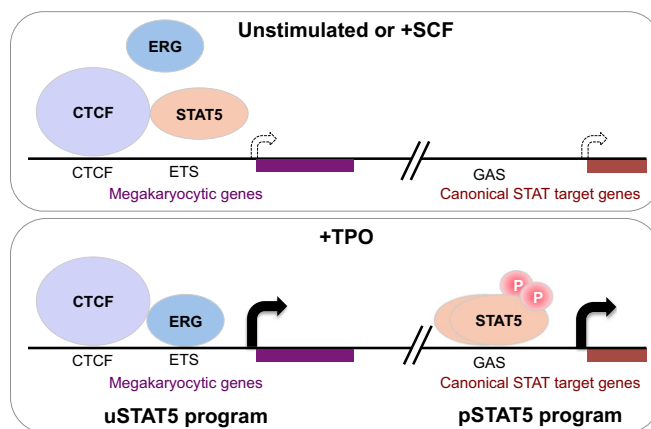 Unstimulated or +SCF
ERG
CTCF
STAT5
CTCF
ETS
GAS
Megakaryocytic genes
Canonical STAT target genes
+TPO
P
P
CTCF
ERG
STAT5
CTCF
ETS
GAS
Megakaryocytic genes
Canonical STAT target genes
uSTAT5 program
pSTAT5 program